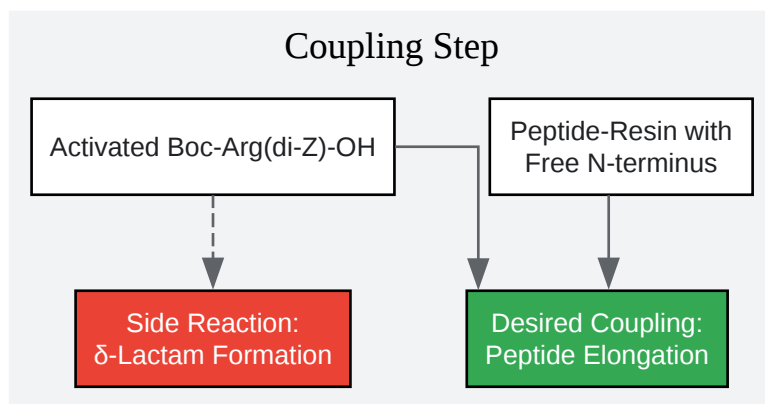 Coupling Step
Activated Boc-Arg(di-Z)-OH
Peptide-Resin with
Free N-terminus
Side Reaction:
δ-Lactam Formation
Desired Coupling:
Peptide Elongation